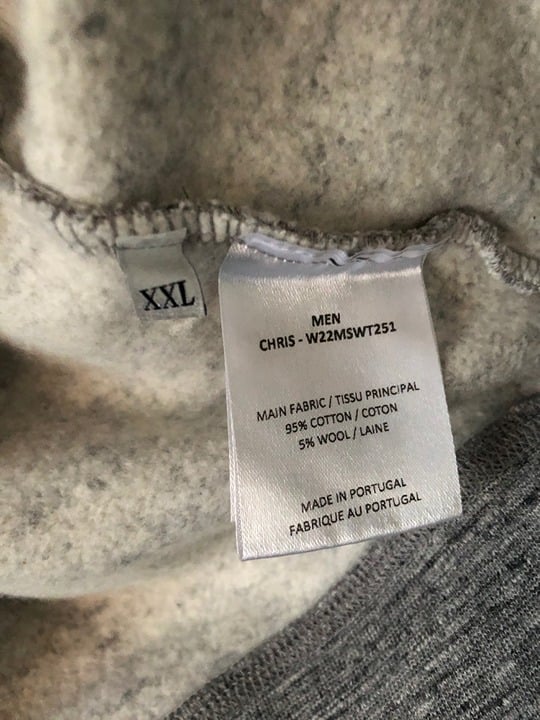 XXL
MEN
CHRIS - W22MSWT251
MAIN FABRIC / TISSU PRINCIPAL
95% COTTON / COTON
5% WOOL / LAINE
MADE IN PORTUGAL
FABRIQUE AU PORTUGAL